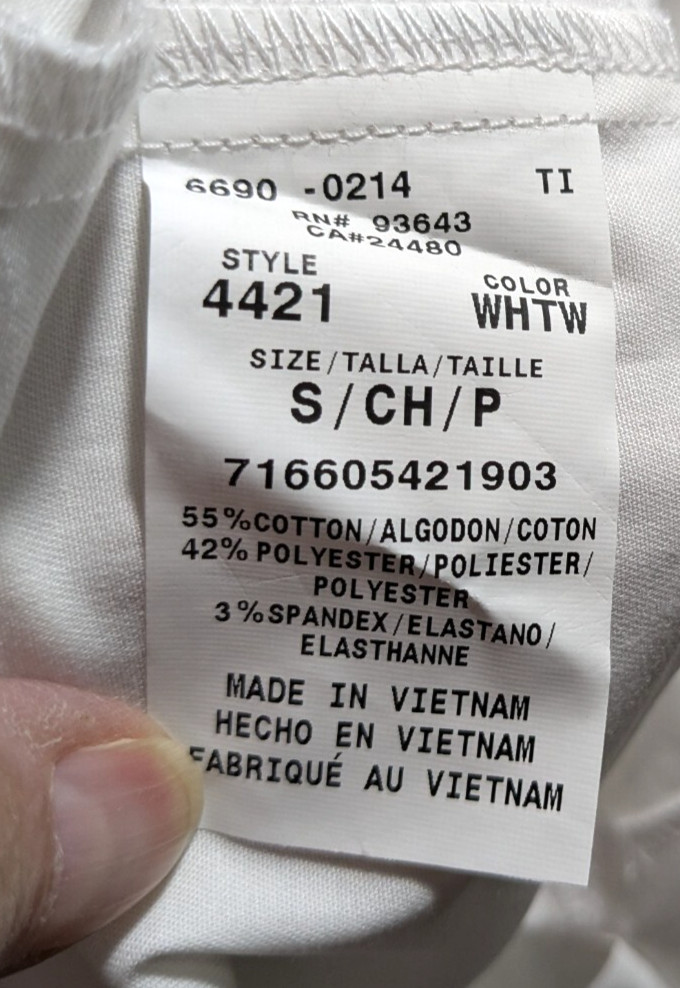 6690 -0214 TI
RN# 93643
CA#24480
STYLE
4421
COLOR
WHTW
SIZE/TALLA/TAILLE
S/CH/P
716605421903
55%COTTON/ALGODON/COTON
42% POLYESTER/POLIESTER/
POLYESTER
3%SPANDEX/ELASTANO/
ELASTHANNE
MADE IN VIETNAM
HECHO EN VIETNAM
FABRIQUÉ AU VIETNAM